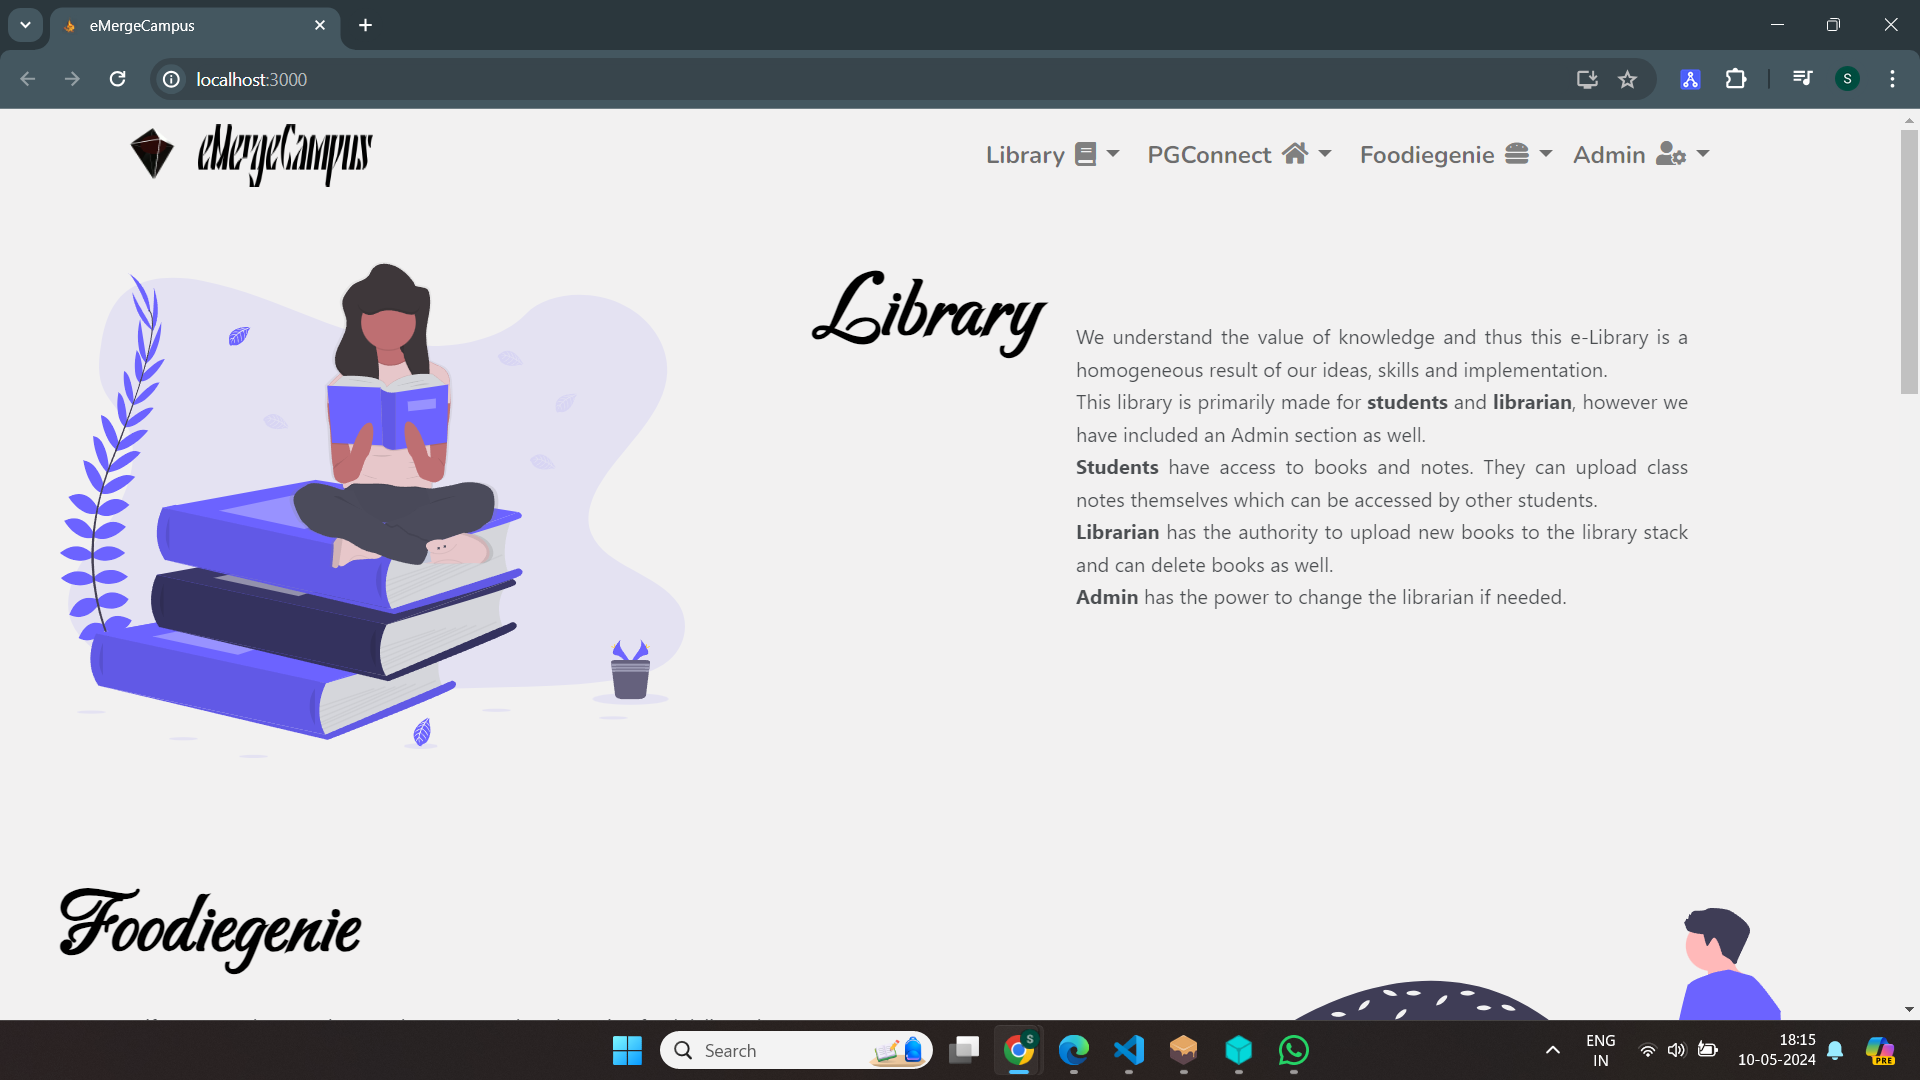 eMergeCampus
localhost:3000
S
eMergeCampus
Library
PGConnect
Foodiegenie
Admin
Library
We understand the value of knowledge and thus this e-Library is a
homogeneous result of our ideas, skills and implementation.
This library is primarily made for students and librarian, however we
have included an Admin section as well.
Students have access to books and notes. They can upload class
notes themselves which can be accessed by other students.
Librarian has the authority to upload new books to the library stack
and can delete books as well.
Admin has the power to change the librarian if needed.
Foodiegenie
Search
S
ENG
IN
18:15
10-05-2024
PRE